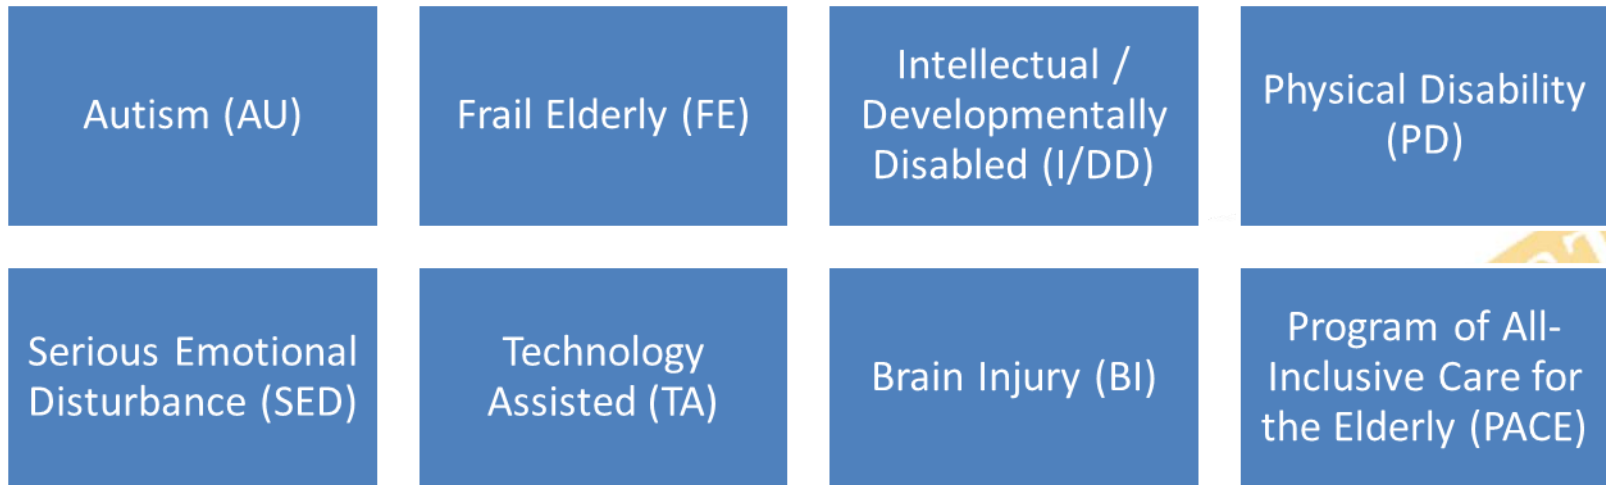 Autism (AU)
Frail Elderly (FE)
Intellectual /
Developmentally
Disabled (I/DD)
Physical Disability
(PD)
Serious Emotional
Disturbance (SED)
Technology
Assisted (TA)
Brain Injury (BI)
Program of All-
Inclusive Care for
the Elderly (PACE)